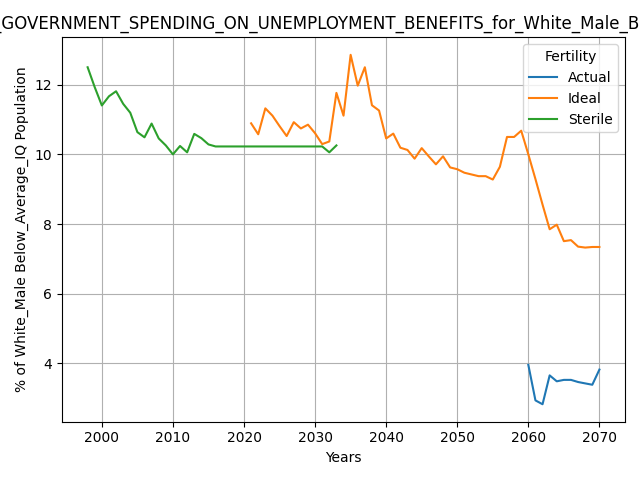 _GOVERNMENT_SPENDING_ON_UNEMPLOYMENT_BENEFITS_for_White_Male_B
Fertility
Actual
Ideal
Sterile
% of White_Male Below_Average_IQ Population
12
10
8
6
4
2000 2010 2020 2030 2040 2050 2060 2070
Years